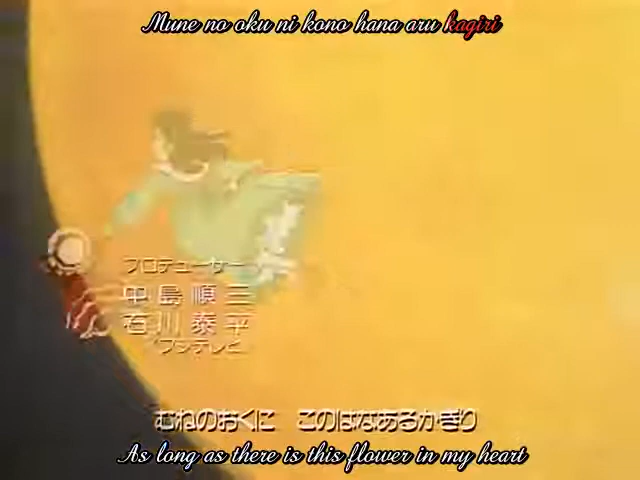 Mune no oku ni kono hana aru kagiri
プロデューサー
中島順三
石川泰平
(フジテレビ)
むねのおくに このはなあるかぎり
As long as there is this flower in my heart